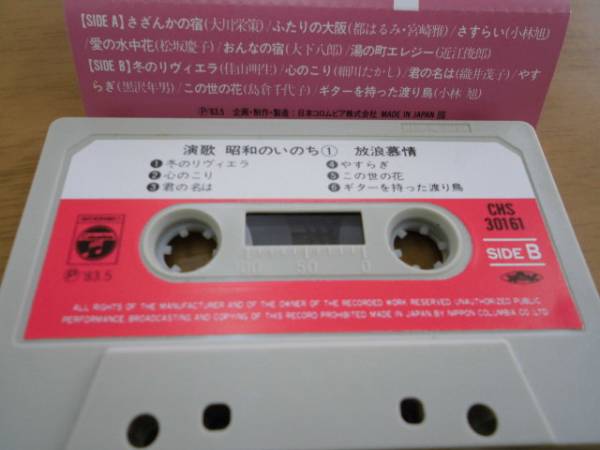 【SIDE A】さざんかの宿(大川栄策)/ふたりの大阪(都はるみ・宮崎雅)/さすらい(小林旭)
/愛の水中花(松坂慶子)/おんなの宿(大下八郎)/湯の町エレジー(近江俊郎)
【SIDE B】冬のリヴィエラ(佳山明生)/心のこり(細川たかし)/君の名は(織井茂子)/やす
らぎ(黒沢年男)/この世の花(島倉千代子)/ギターを持った渡り鳥(小林 旭)
Ⓟ'83.5 企画・制作・製造：日本コロムビア株式会社 MADE IN JAPAN
演歌 昭和のいのち① 放浪慕情
❶冬のリヴィエラ ❹やすらぎ
❷心のこり ❺この世の花
❸君の名は ❻ギターを持った渡り鳥
CHS
30161
SIDE B
Ⓟ'83.5
100 50 0
ALL RIGHTS OF THE MANUFACTURER AND OF THE OWNER OF THE RECORDED WORK RESERVED UNAUTHORIZED PUBLIC
PERFORMANCE, BROADCASTING AND COPYING OF THIS RECORD PROHIBITED MADE IN JAPAN BY NIPPON COLUMBIA CO LTD